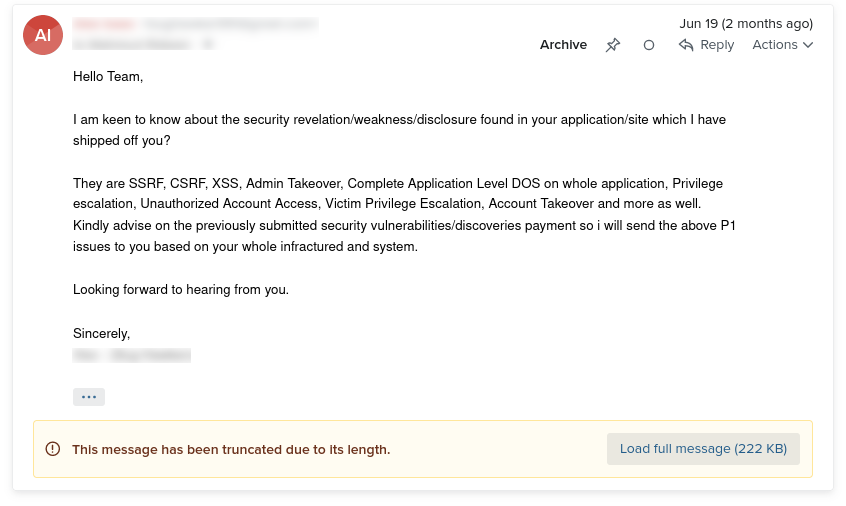 AI
Jun 19 (2 months ago)
Archive
Reply
Actions
Hello Team,
I am keen to know about the security revelation/weakness/disclosure found in your application/site which I have
shipped off you?
They are SSRF, CSRF, XSS, Admin Takeover, Complete Application Level DOS on whole application, Privilege
escalation, Unauthorized Account Access, Victim Privilege Escalation, Account Takeover and more as well.
Kindly advise on the previously submitted security vulnerabilities/discoveries payment so i will send the above P1
issues to you based on your whole infractured and system.
Looking forward to hearing from you.
Sincerely,
...
This message has been truncated due to its length.
Load full message (222 KB)